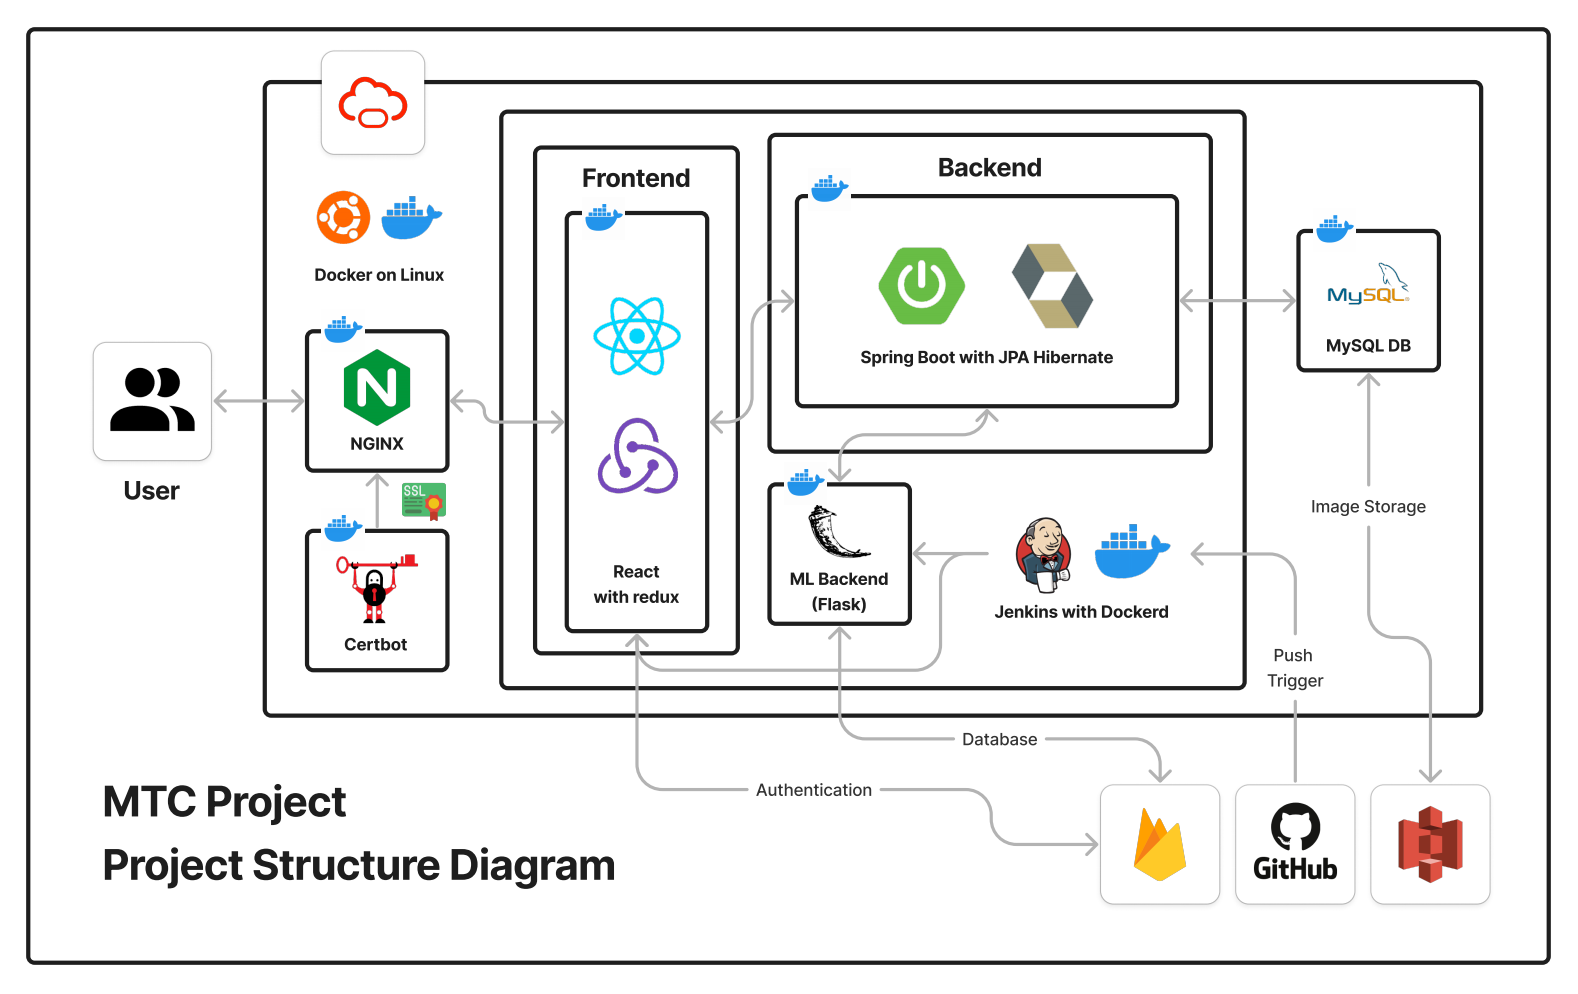 Frontend
Backend
Docker on Linux
MySQL
MySQL DB
Spring Boot with JPA Hibernate
NGINX
User
SSL
Image Storage
React
with redux
ML Backend
(Flask)
Jenkins with Dockerd
Certbot
Push
Trigger
Database
Authentication
MTC Project
Project Structure Diagram
GitHub